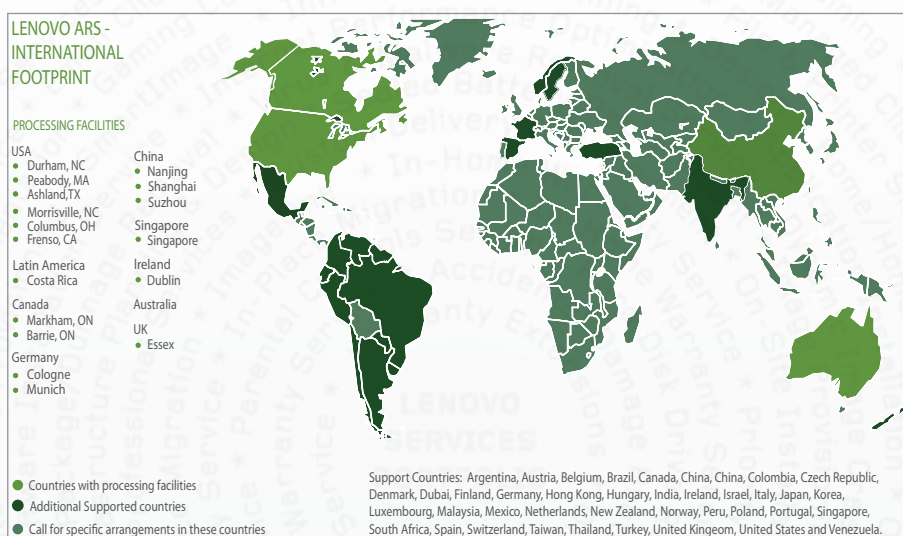 LENOVO ARS -
INTERNATIONAL
FOOTPRINT
PROCESSING FACILITIES
USA
Durham, NC
Peabody, MA
Ashland,TX
Morrisville, NC
Columbus, OH
Frenso, CA
Latin America
Costa Rica
Canada
Markham, ON
Barrie, ON
Germany
Cologne
Munich
China
Nanjing
Shanghai
Suzhou
Singapore
Singapore
Ireland
Dublin
Australia
UK
Essex
Countries with processing facilities
Additional Supported countries
Call for specific arrangements in these countries
Support Countries: Argentina, Austria, Belgium, Brazil, Canada, China, China, Colombia, Czech Republic,
Denmark, Dubai, Finland, Germany, Hong Kong, Hungary, India, Ireland, Israel, Italy, Japan, Korea,
Luxembourg, Malaysia, Mexico, Netherlands, New Zealand, Norway, Peru, Poland, Portugal, Singapore,
South Africa, Spain, Switzerland, Taiwan, Thailand, Turkey, United Kingeom, United States and Venezuela.
LENOVO
SERVICES